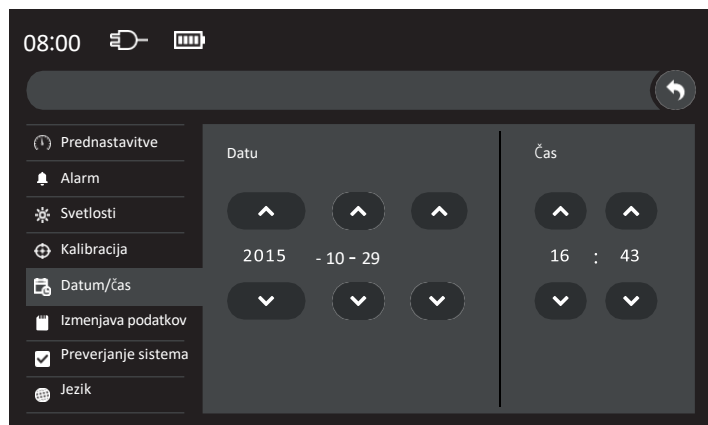 08:00
Prednastavitve
Alarm
Svetlosti
Kalibracija
Datum/čas
Izmenjava podatkov
Preverjanje sistema
Jezik
Datu
2015 - 10 - 29
Čas
16 : 43